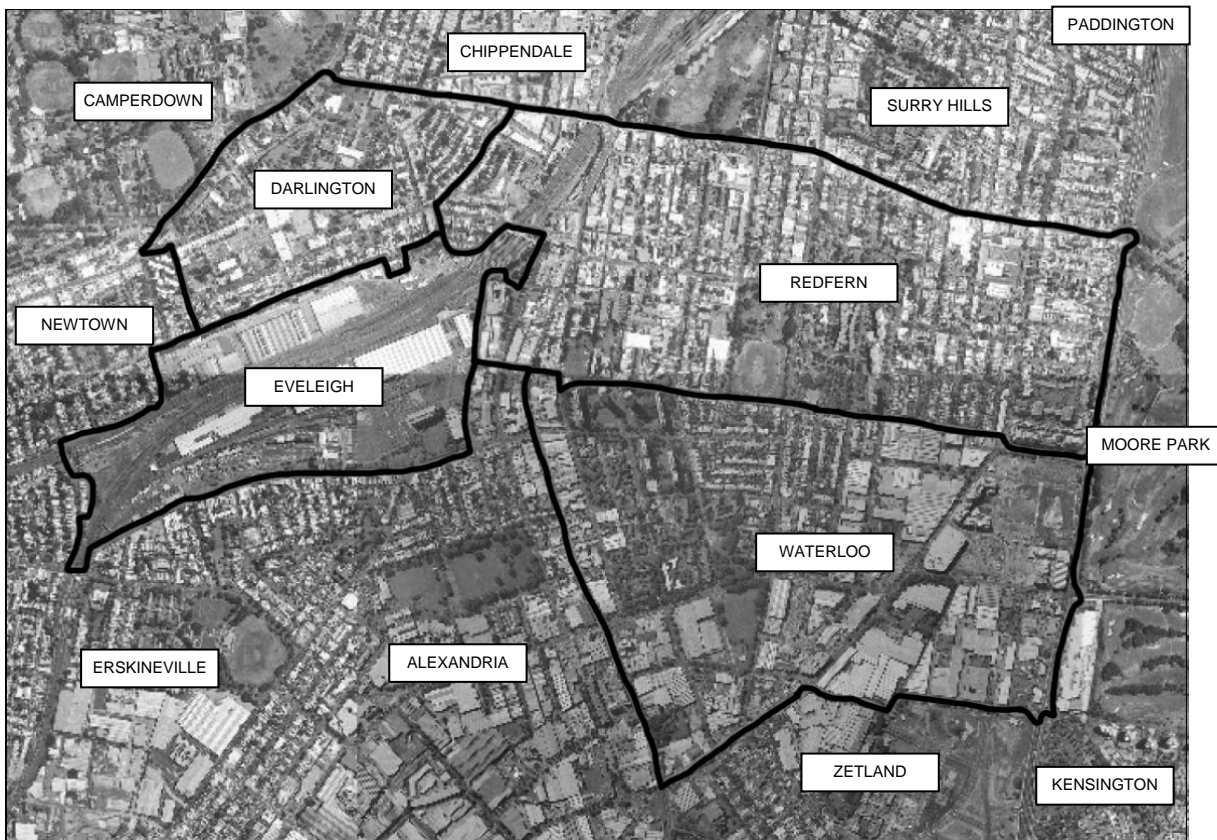 PADDINGTON
CHIPPENDALE
CAMPERDOWN
SURRY HILLS
DARLINGTON
REDFERN
NEWTOWN
EVELEIGH
MOORE PARK
WATERLOO
ERSKINEVILLE
ALEXANDRIA
ZETLAND
KENSINGTON